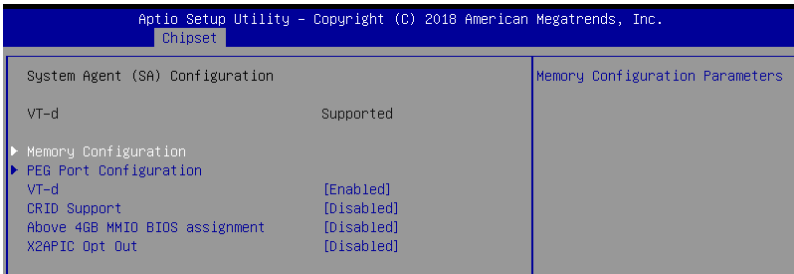 Aptio Setup Utility – Copyright (C) 2018 American Megatrends, Inc.
Chipset
System Agent (SA) Configuration
Memory Configuration Parameters
VT-d Supported
Memory Configuration
PEG Port Configuration
VT-d [Enabled]
CRID Support [Disabled]
Above 4GB MMIO BIOS assignment [Disabled]
X2APIC Opt Out [Disabled]